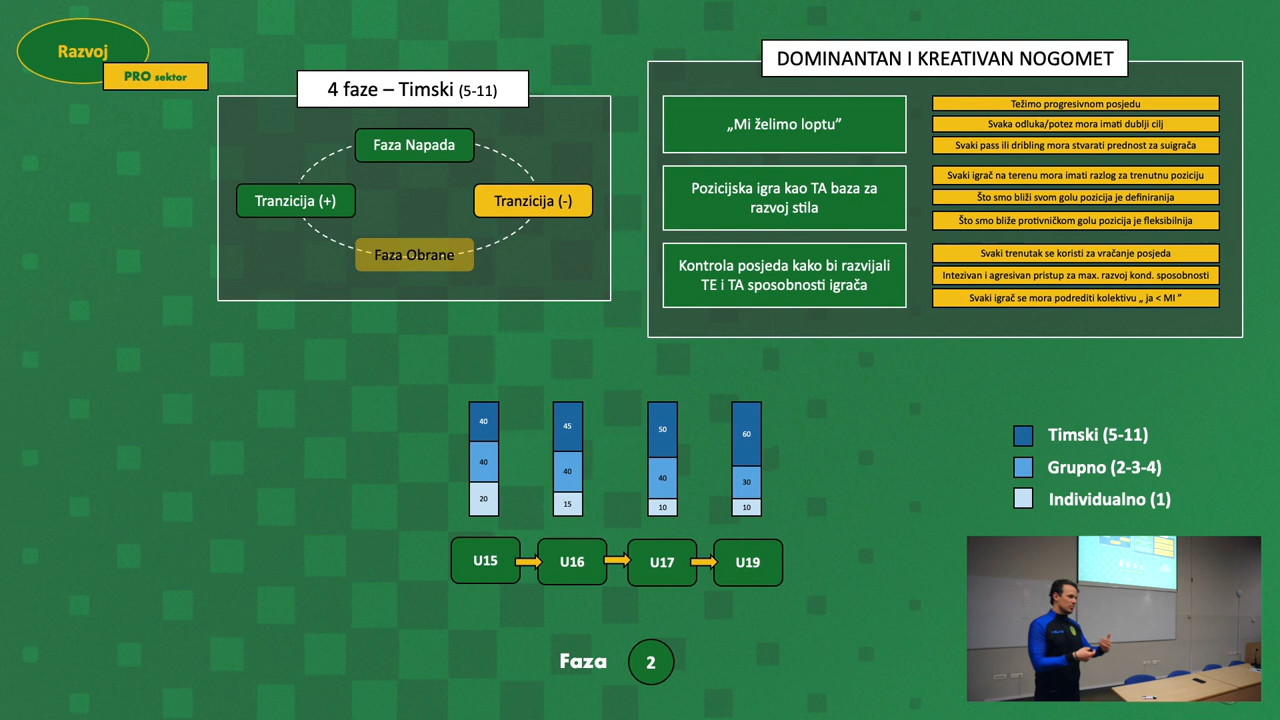 Razvoj
PRO sektor
4 faze – Timski (5-11)
Faza Napada
Tranzicija (+)
Tranzicija (-)
Faza Obrane
DOMINANTAN I KREATIVAN NOGOMET
„Mi želimo loptu”
Težimo progresivnom posjedu
Svaka odluka/potez mora imati dublji cilj
Svaki pass ili dribling mora stvarati prednost za suigrača
Pozicijska igra kao TA baza za
razvoj stila
Svaki igrač na terenu mora imati razlog za trenutnu poziciju
Što smo bliži svom golu pozicija je definiranija
Što smo bliže protivničkom golu pozicija je fleksibilnija
Kontrola posjeda kako bi razvijali
TE i TA sposobnosti igrača
Svaki trenutak se koristi za vračanje posjeda
Intezivan i agresivan pristup za max. razvoj kond. sposobnosti
Svaki igrač se mora podrediti kolektivu „ ja < MI ”
40 45 50 60
40 40 40 30
20 15 10 10
U15 U16 U17 U19
Timski (5-11)
Grupno (2-3-4)
Individualno (1)
Faza 2